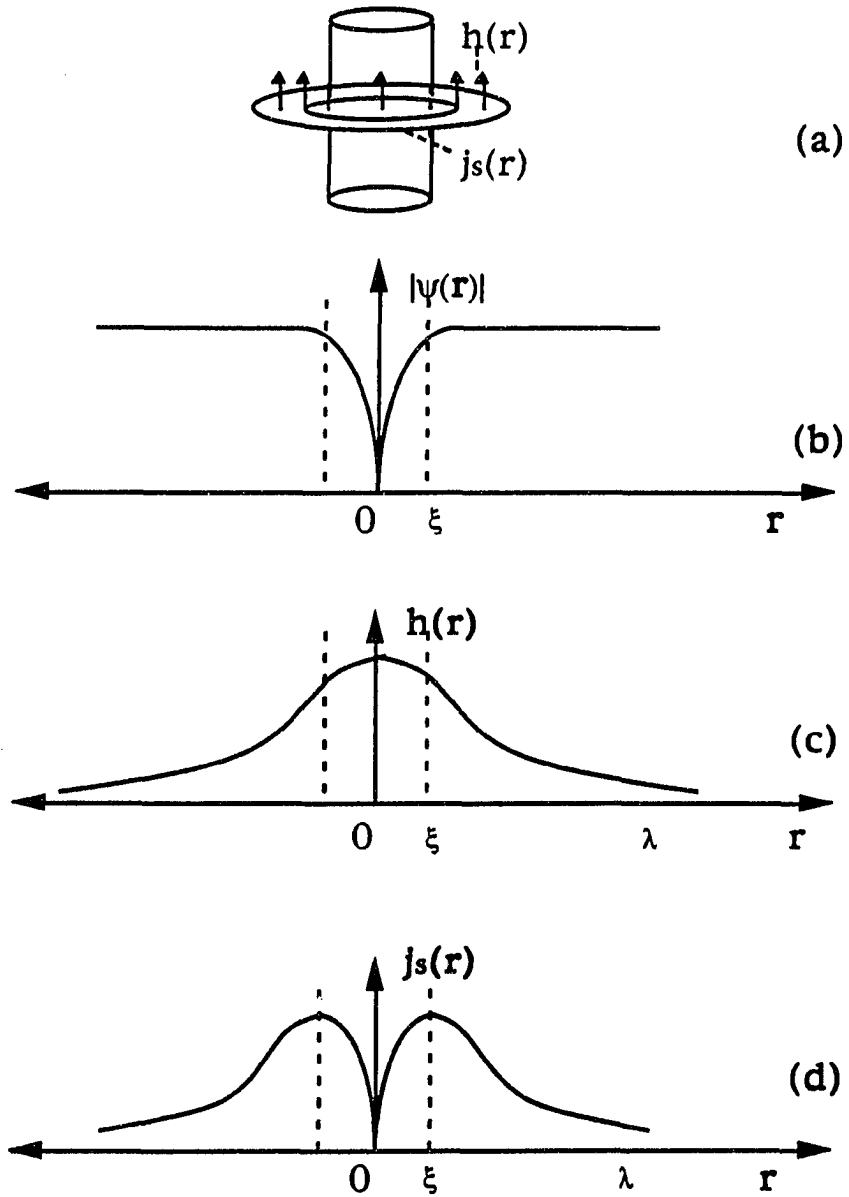 h(r)
(a)
js(r)
|ψ(r)|
(b)
0 ξ r
h(r)
(c)
0 ξ λ r
js(r)
(d)
0 ξ λ r